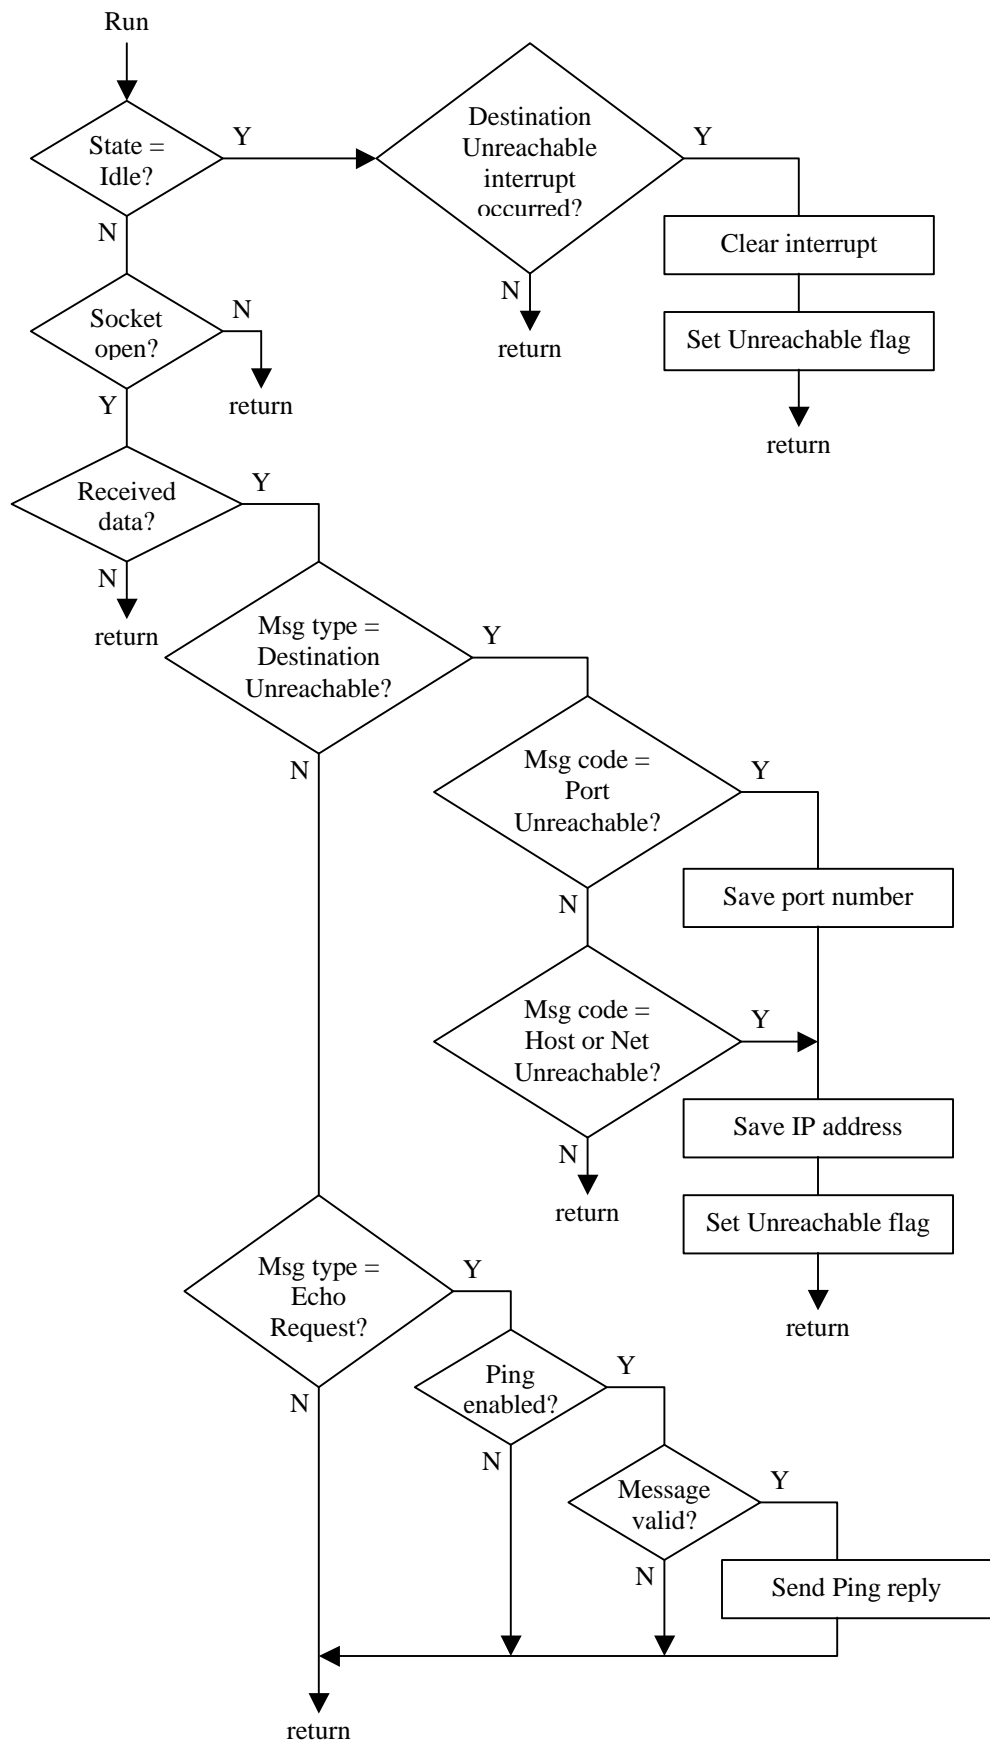 Run
State =
Idle?
Y
N
Destination
Unreachable
interrupt
occurred?
Y
N
return
Clear interrupt
Set Unreachable flag
return
Socket
open?
N
return
Y
Received
data?
Y
N
return
Msg type =
Destination
Unreachable?
Y
N
Msg code =
Port
Unreachable?
Y
N
Save port number
Msg code =
Host or Net
Unreachable?
Y
N
return
Save IP address
Set Unreachable flag
return
Msg type =
Echo
Request?
Y
N
Ping
enabled?
Y
N
Message
valid?
Y
N
Send Ping reply
return